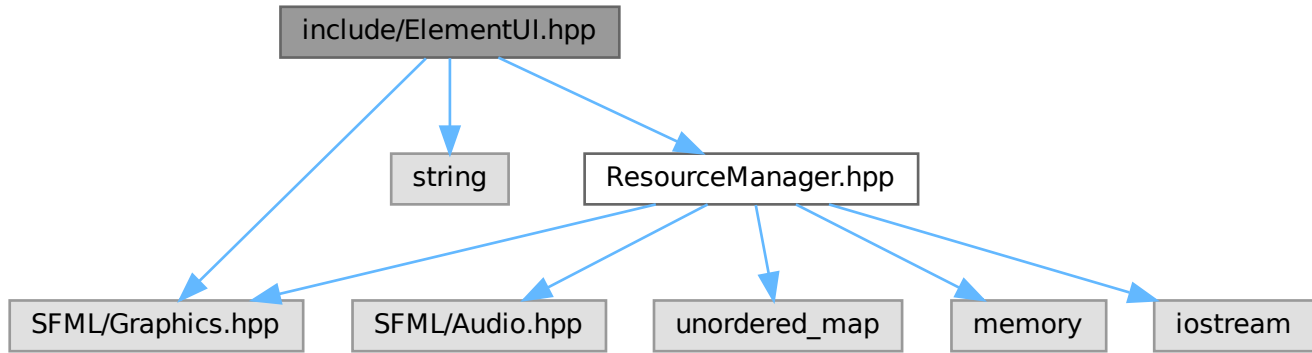 include/ElementUI.hpp
string
ResourceManager.hpp
SFML/Graphics.hpp
SFML/Audio.hpp
unordered_map
memory
iostream